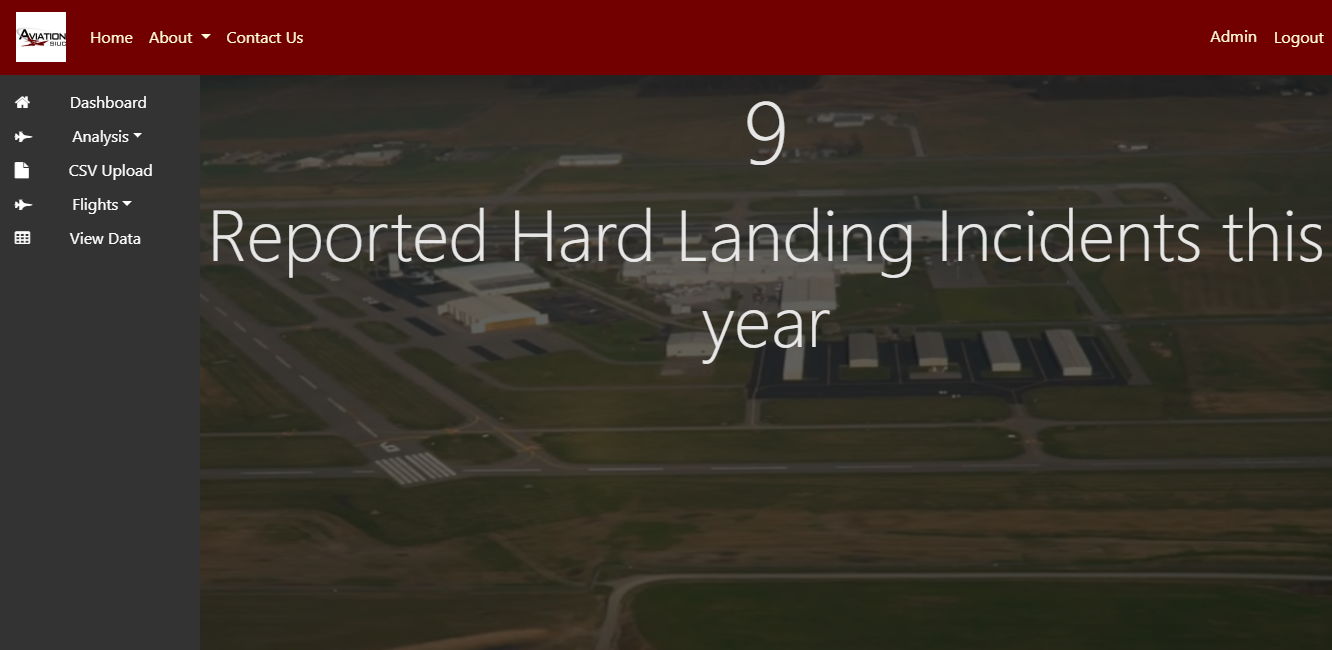 AVIATION
SIUC
Home
About
Contact Us
Admin
Logout
Dashboard
Analysis
CSV Upload
Flights
View Data
9
Reported Hard Landing Incidents this
year